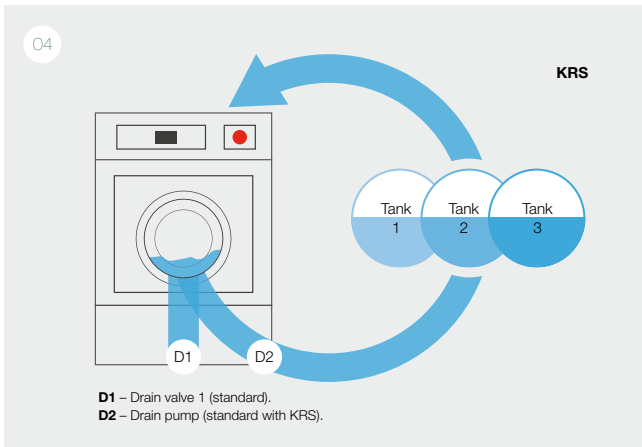 04
KRS
Tank
1
Tank
2
Tank
3
D1
D2
D1 – Drain valve 1 (standard).
D2 – Drain pump (standard with KRS).